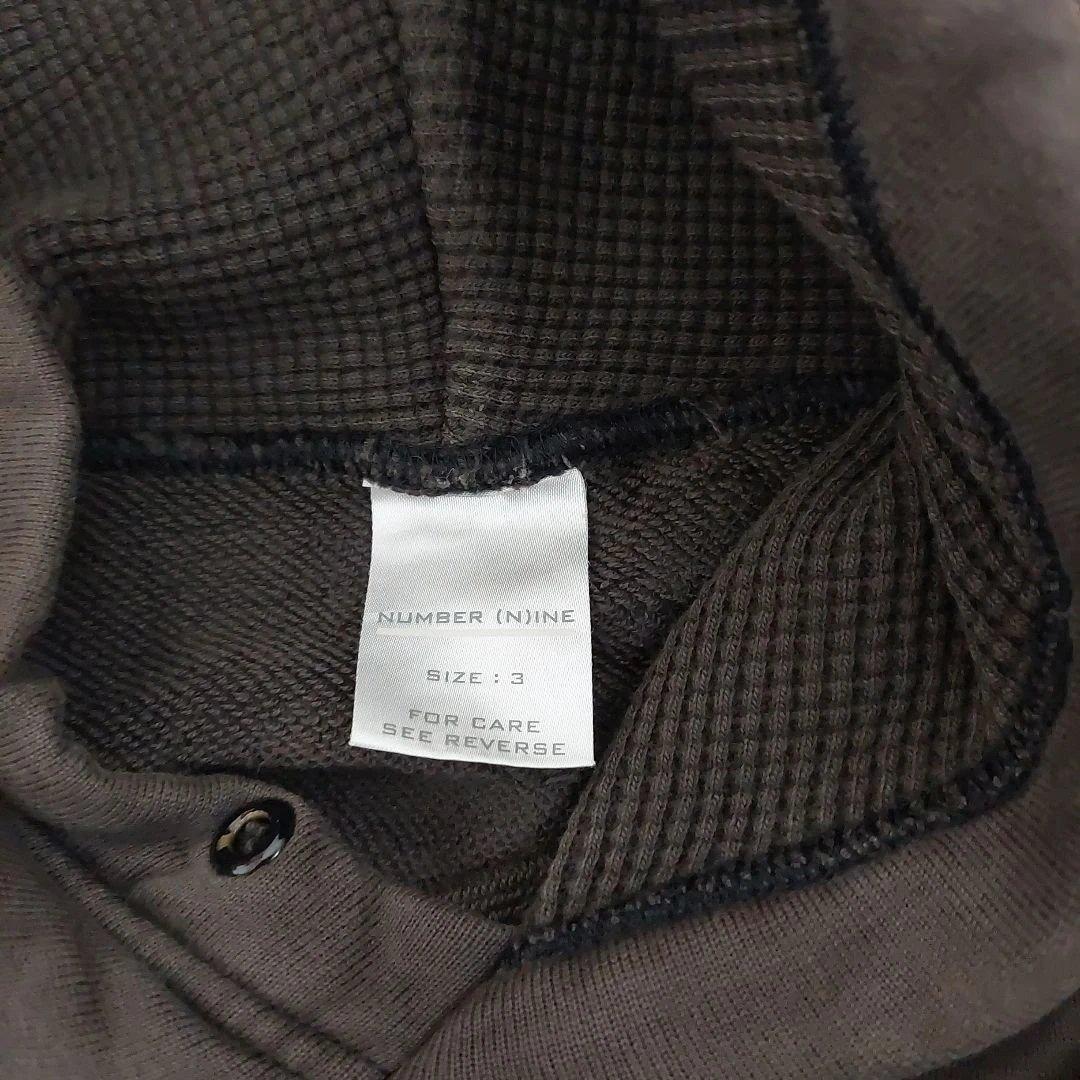 NUMBER (N)INE
SIZE : 3
FOR CARE
SEE REVERSE